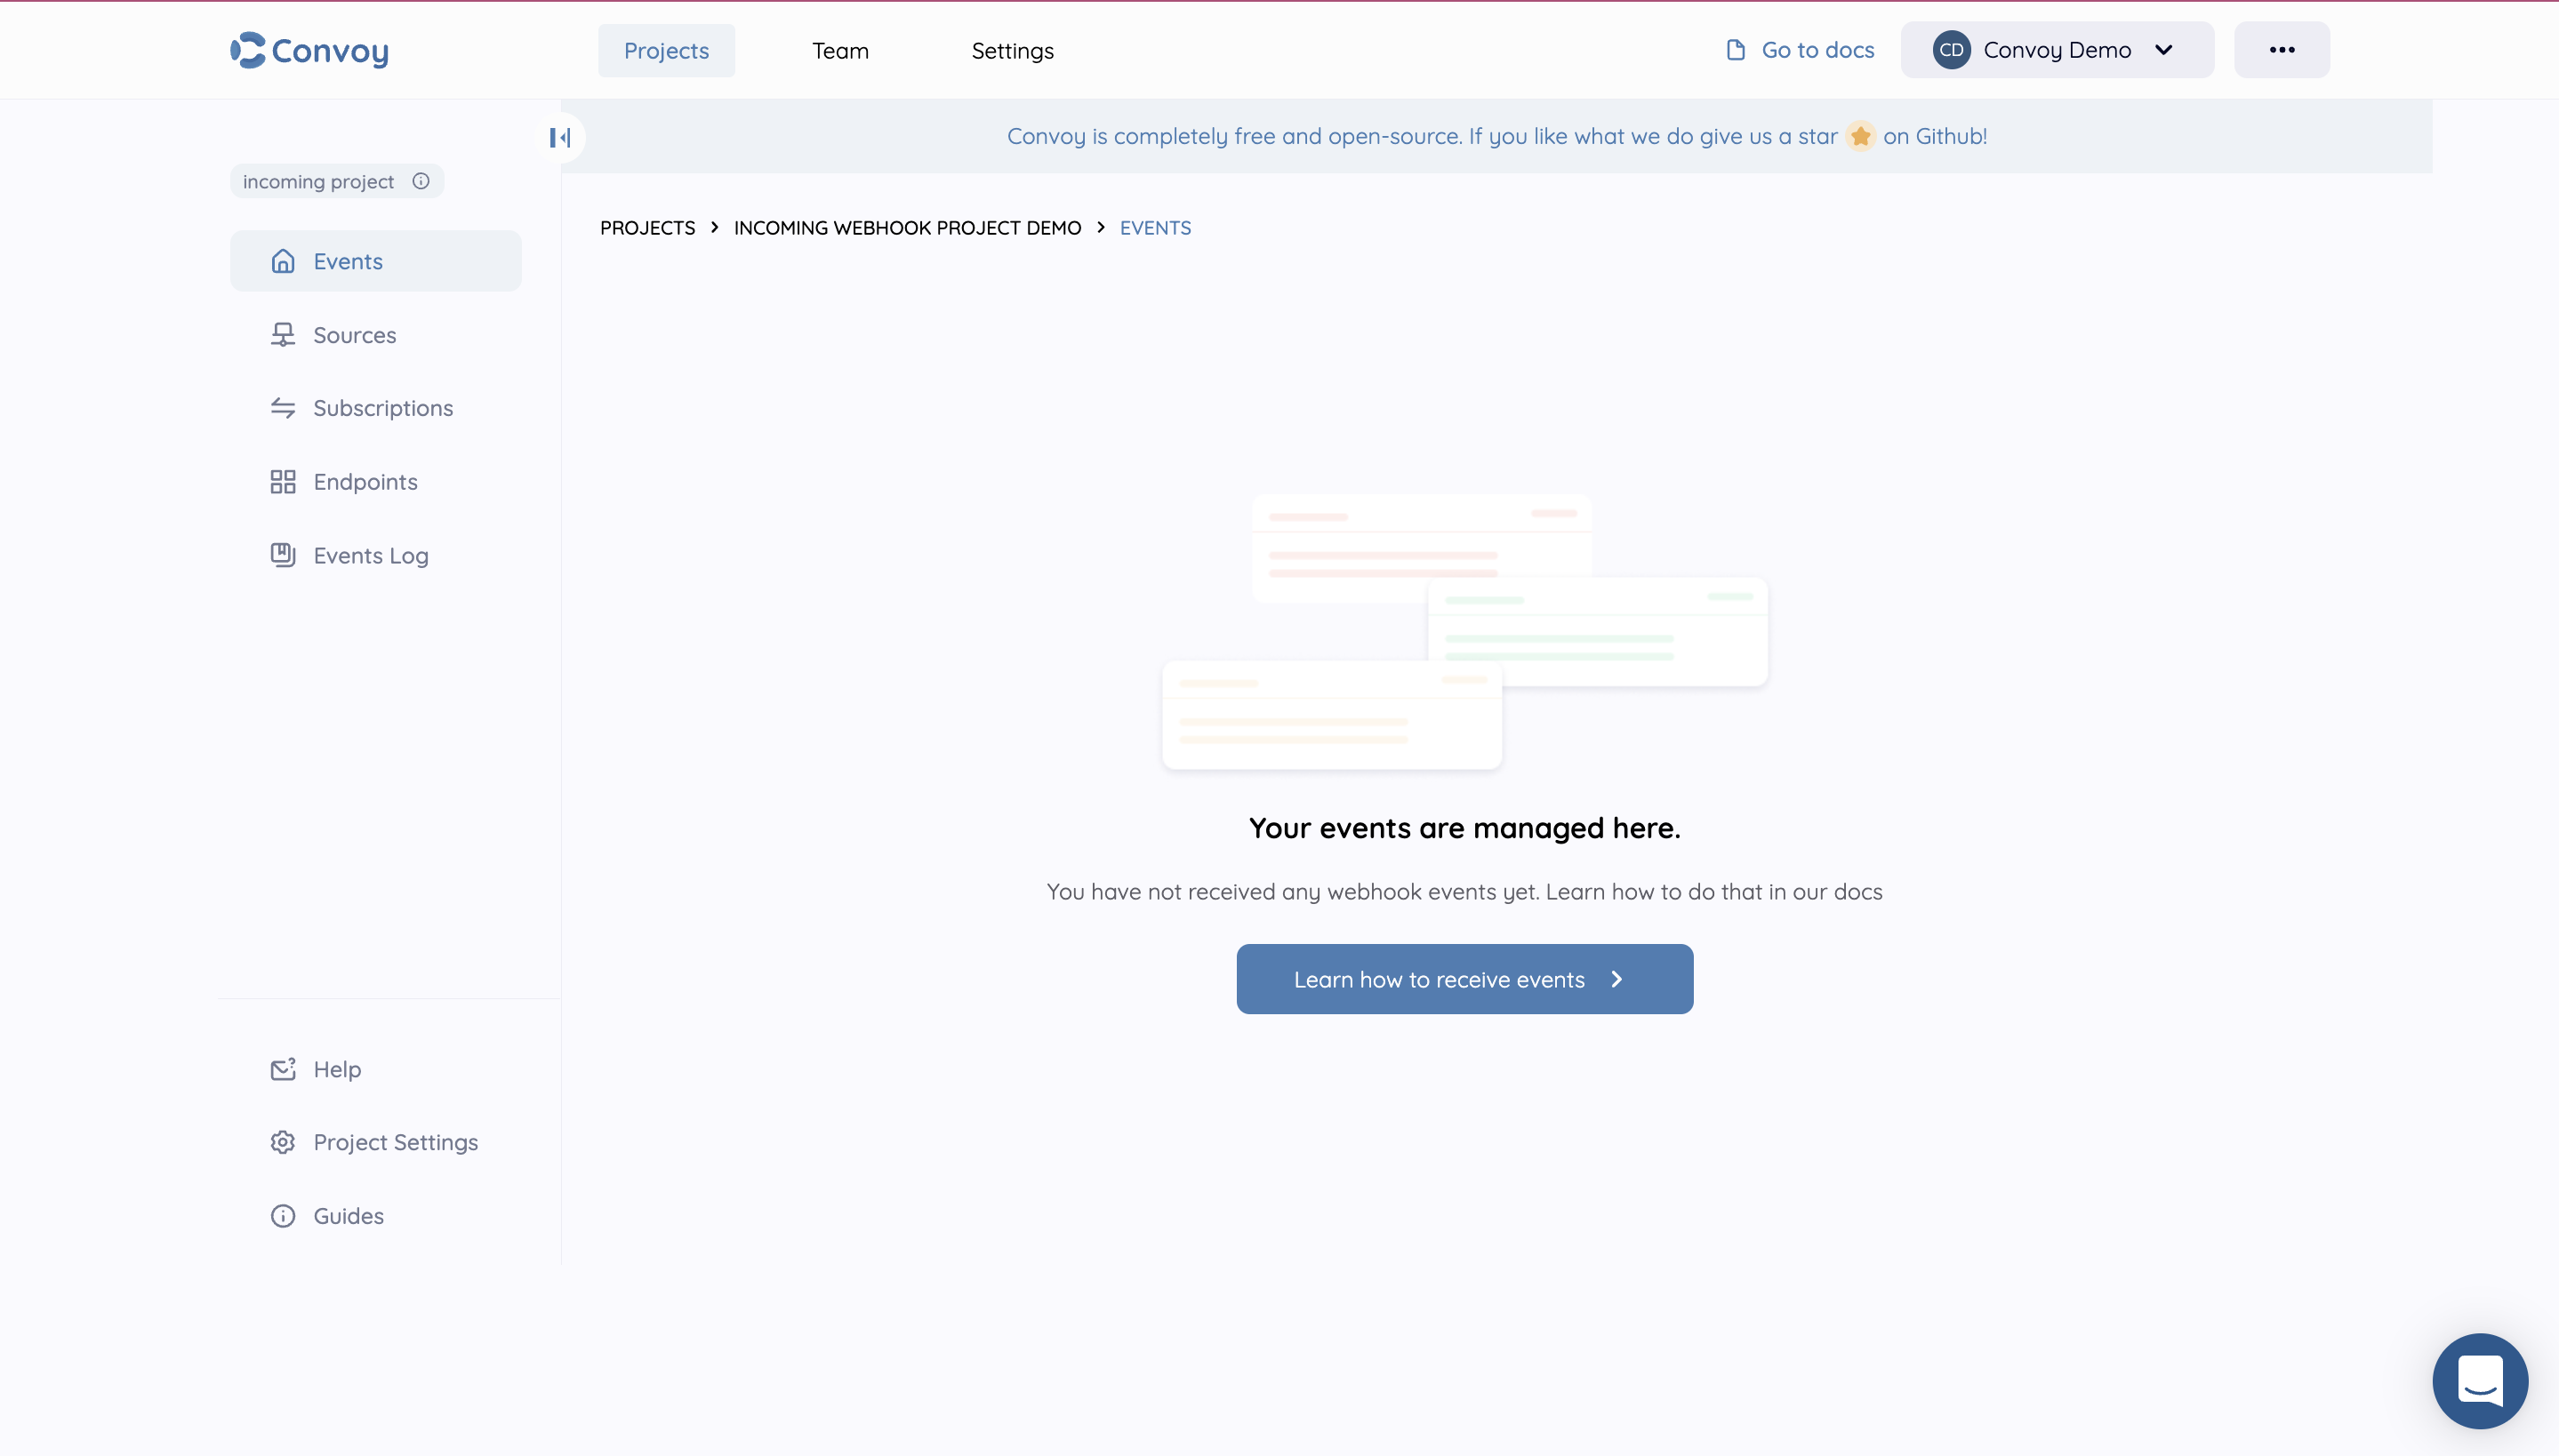 Convoy
Projects
Team
Settings
Go to docs
CD
Convoy Demo
Convoy is completely free and open-source. If you like what we do give us a star on Github!
incoming project
Events
Sources
Subscriptions
Endpoints
Events Log
PROJECTS
INCOMING WEBHOOK PROJECT DEMO
EVENTS
Your events are managed here.
You have not received any webhook events yet. Learn how to do that in our docs
Learn how to receive events
Help
Project Settings
Guides